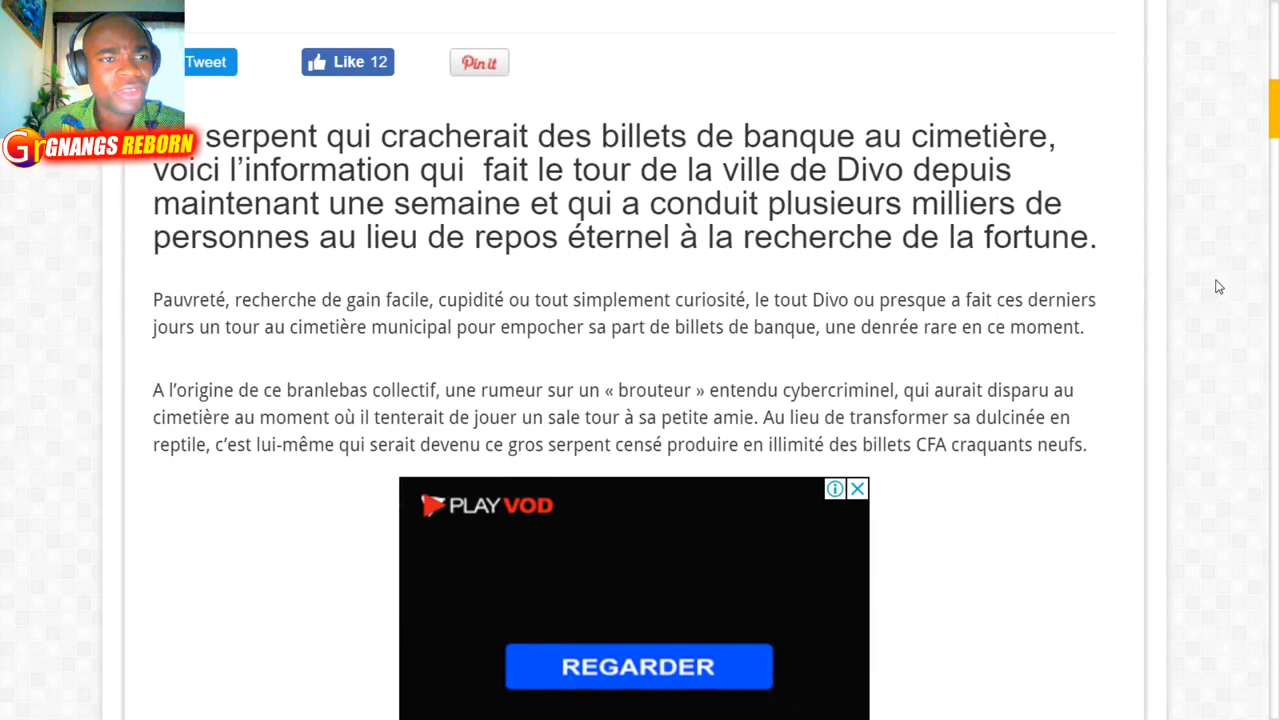 Tweet
Like 12
Pin it
GNANGS REBORN
serpent qui cracherait des billets de banque au cimetière,
voici l’information qui fait le tour de la ville de Divo depuis
maintenant une semaine et qui a conduit plusieurs milliers de
personnes au lieu de repos éternel à la recherche de la fortune.
Pauvreté, recherche de gain facile, cupidité ou tout simplement curiosité, le tout Divo ou presque a fait ces derniers
jours un tour au cimetière municipal pour empocher sa part de billets de banque, une denrée rare en ce moment.
A l’origine de ce branlebas collectif, une rumeur sur un « brouteur » entendu cybercriminel, qui aurait disparu au
cimetière au moment où il tenterait de jouer un sale tour à sa petite amie. Au lieu de transformer sa dulcinée en
reptile, c’est lui-même qui serait devenu ce gros serpent censé produire en illimité des billets CFA craquants neufs.
PLAY VOD
REGARDER